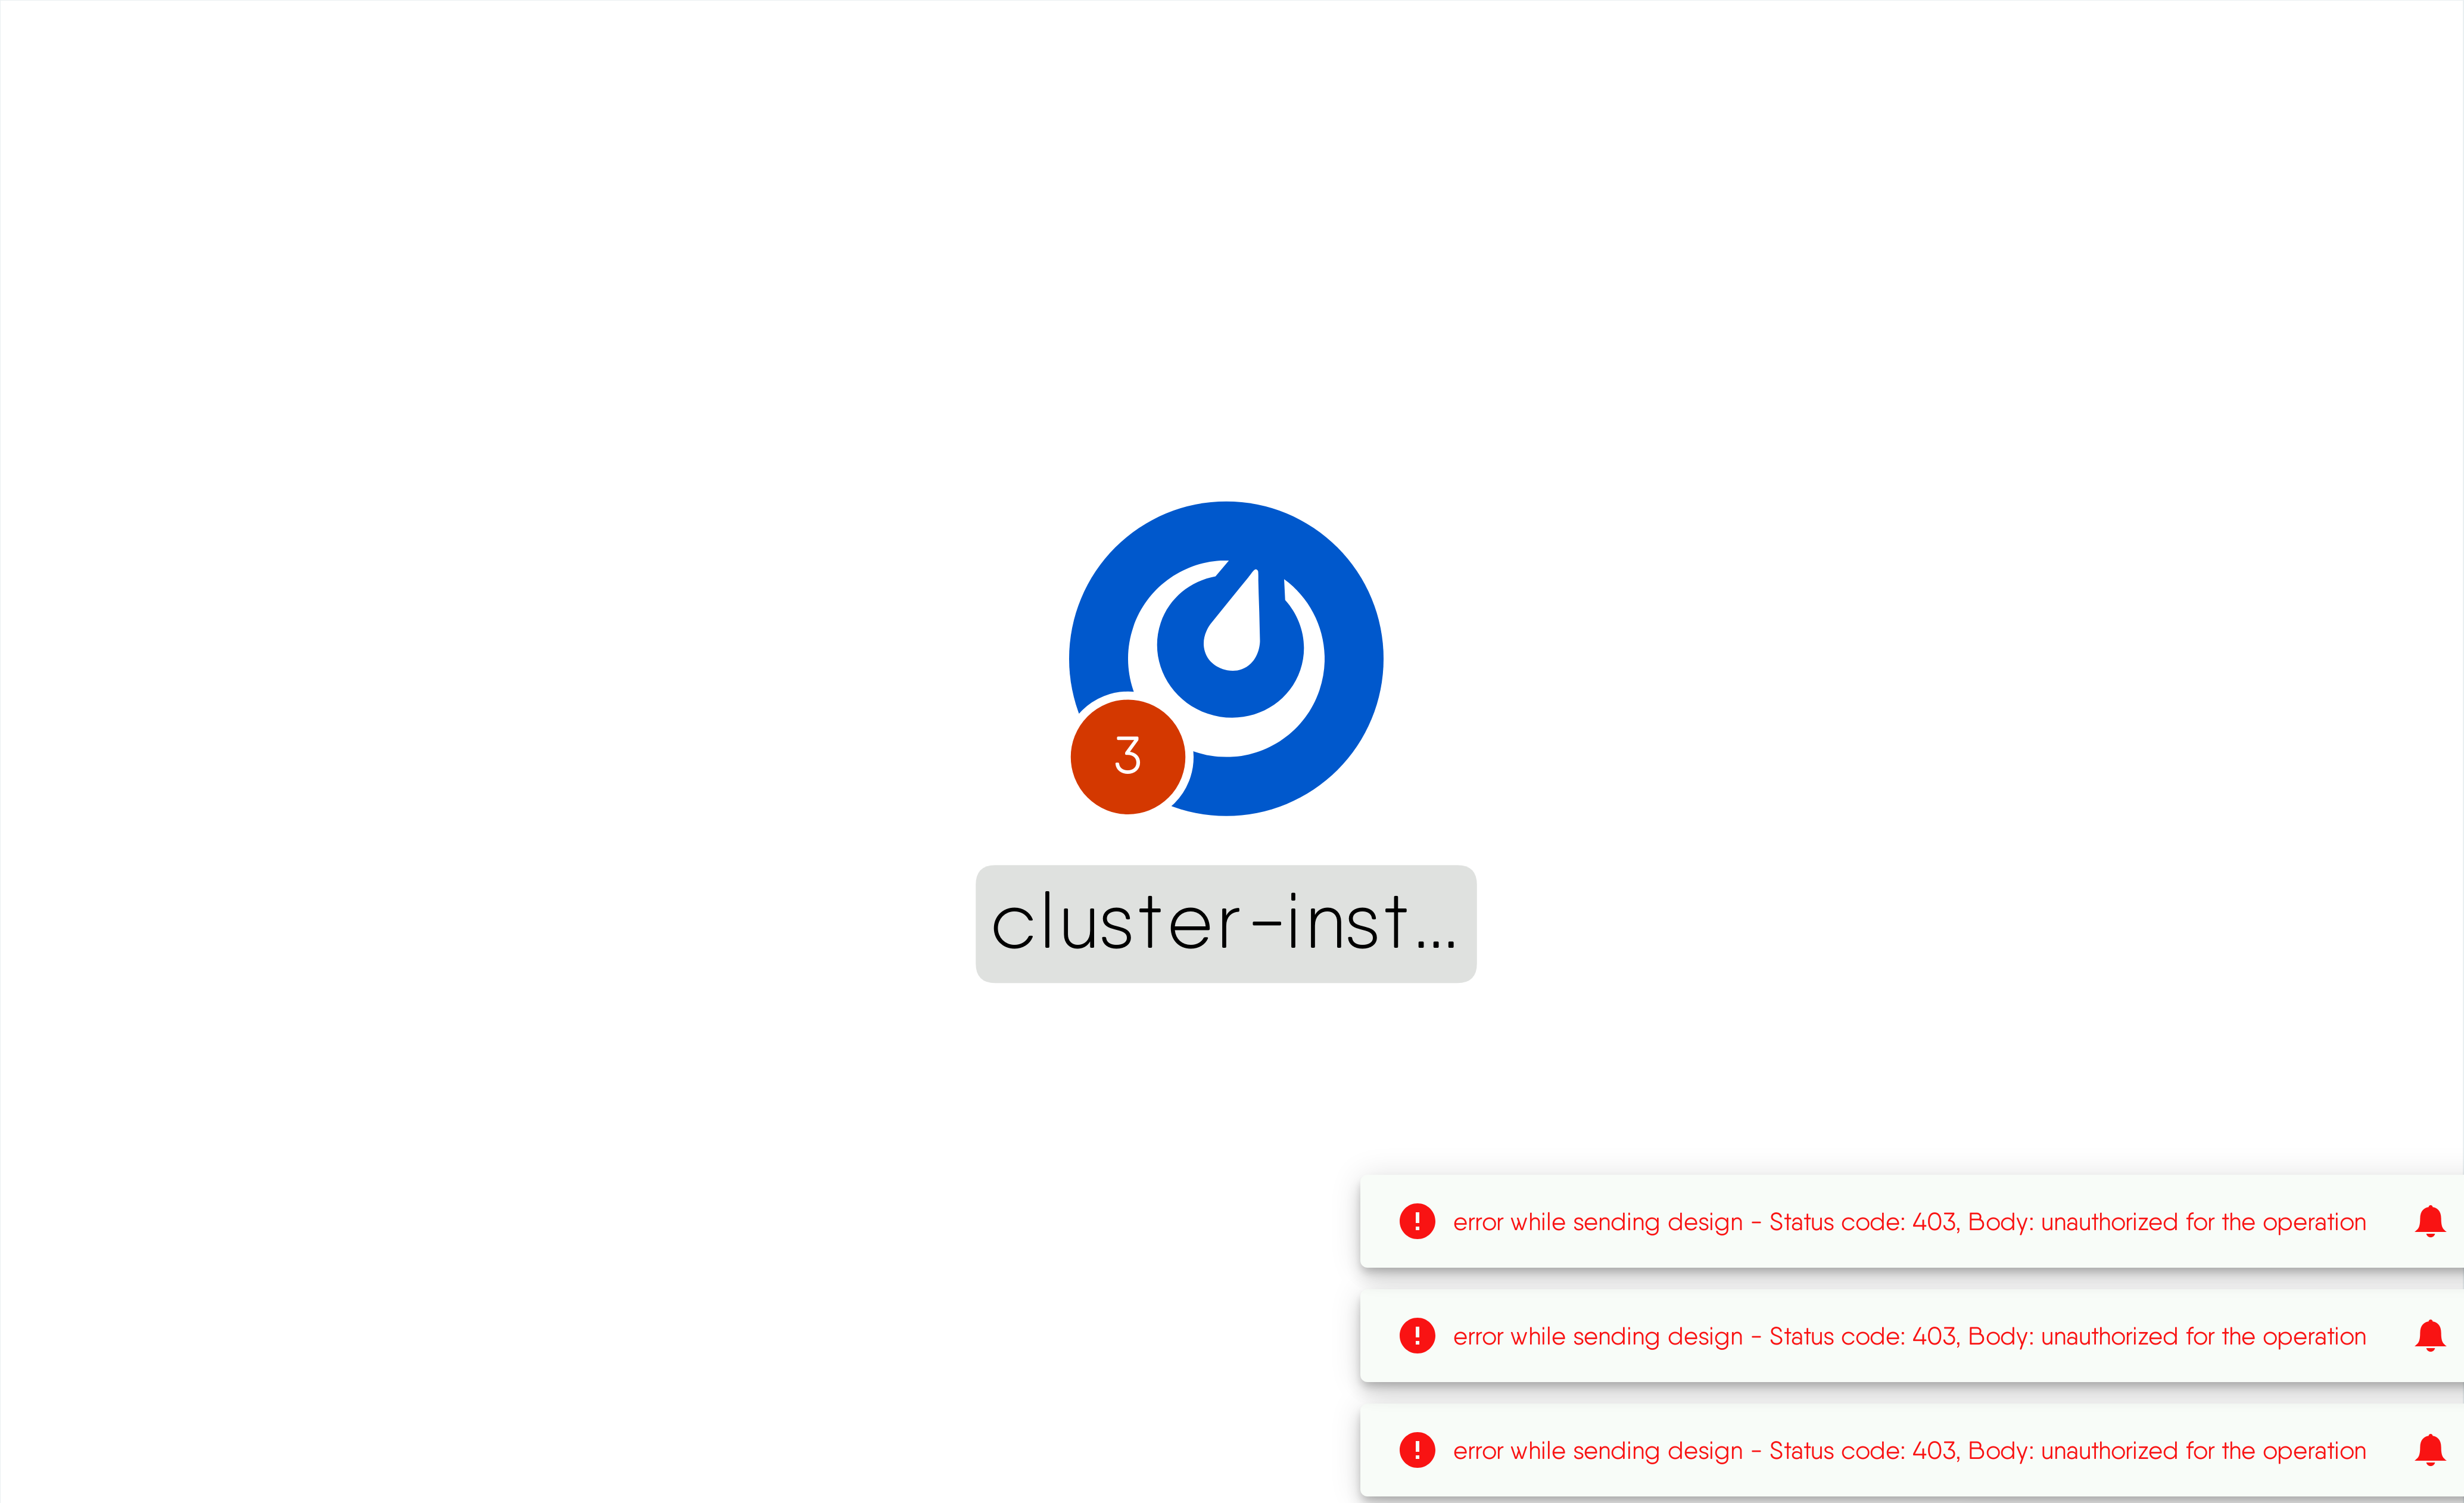 3
cluster-inst...
error while sending design - Status code: 403, Body: unauthorized for the operation
error while sending design - Status code: 403, Body: unauthorized for the operation
error while sending design - Status code: 403, Body: unauthorized for the operation